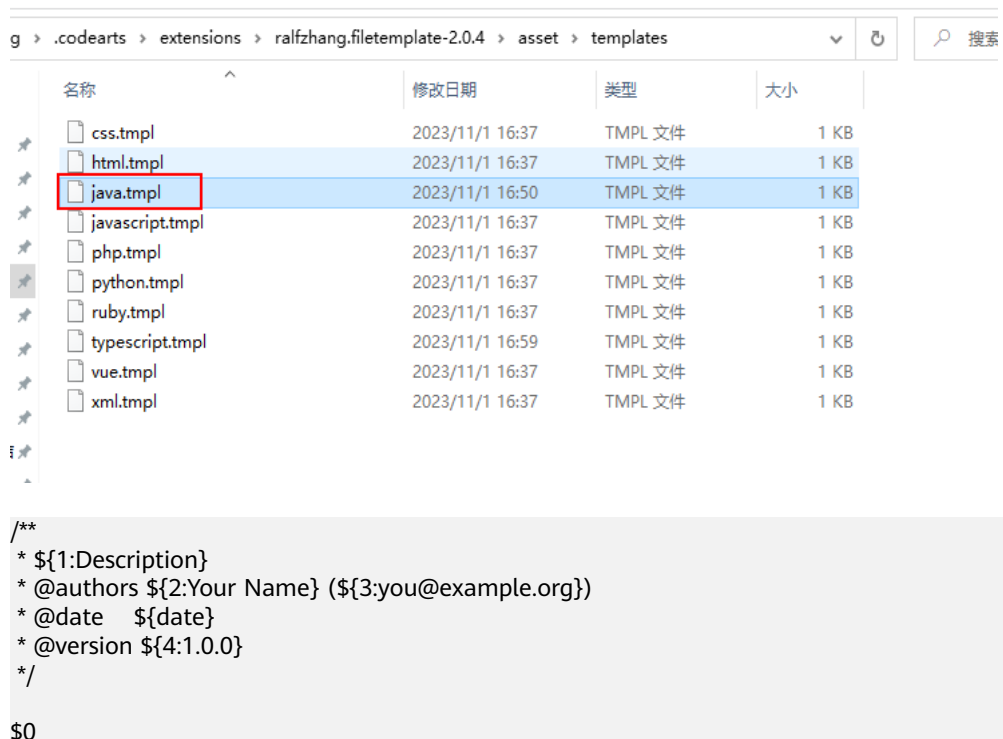 g › .codearts › extensions › ralfzhang.filetemplate-2.0.4 › asset › templates 搜索
名称 修改日期 类型 大小
css.tmpl 2023/11/1 16:37 TMPL 文件 1 KB
html.tmpl 2023/11/1 16:37 TMPL 文件 1 KB
java.tmpl 2023/11/1 16:50 TMPL 文件 1 KB
javascript.tmpl 2023/11/1 16:37 TMPL 文件 1 KB
php.tmpl 2023/11/1 16:37 TMPL 文件 1 KB
python.tmpl 2023/11/1 16:37 TMPL 文件 1 KB
ruby.tmpl 2023/11/1 16:37 TMPL 文件 1 KB
typescript.tmpl 2023/11/1 16:59 TMPL 文件 1 KB
vue.tmpl 2023/11/1 16:37 TMPL 文件 1 KB
xml.tmpl 2023/11/1 16:37 TMPL 文件 1 KB
/**
 * ${1:Description}
 * @authors ${2:Your Name} (${3:you@example.org})
 * @date    ${date}
 * @version ${4:1.0.0}
 */
$0